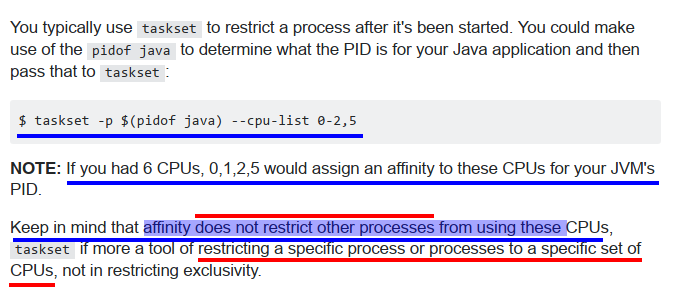 You typically use taskset to restrict a process after it's been started. You could make
use of the pidof java to determine what the PID is for your Java application and then
pass that to taskset:
$ taskset -p $(pidof java) --cpu-list 0-2,5
NOTE: If you had 6 CPUs, 0,1,2,5 would assign an affinity to these CPUs for your JVM's
PID.
Keep in mind that affinity does not restrict other processes from using these CPUs,
taskset if more a tool of restricting a specific process or processes to a specific set of
CPUs, not in restricting exclusivity.